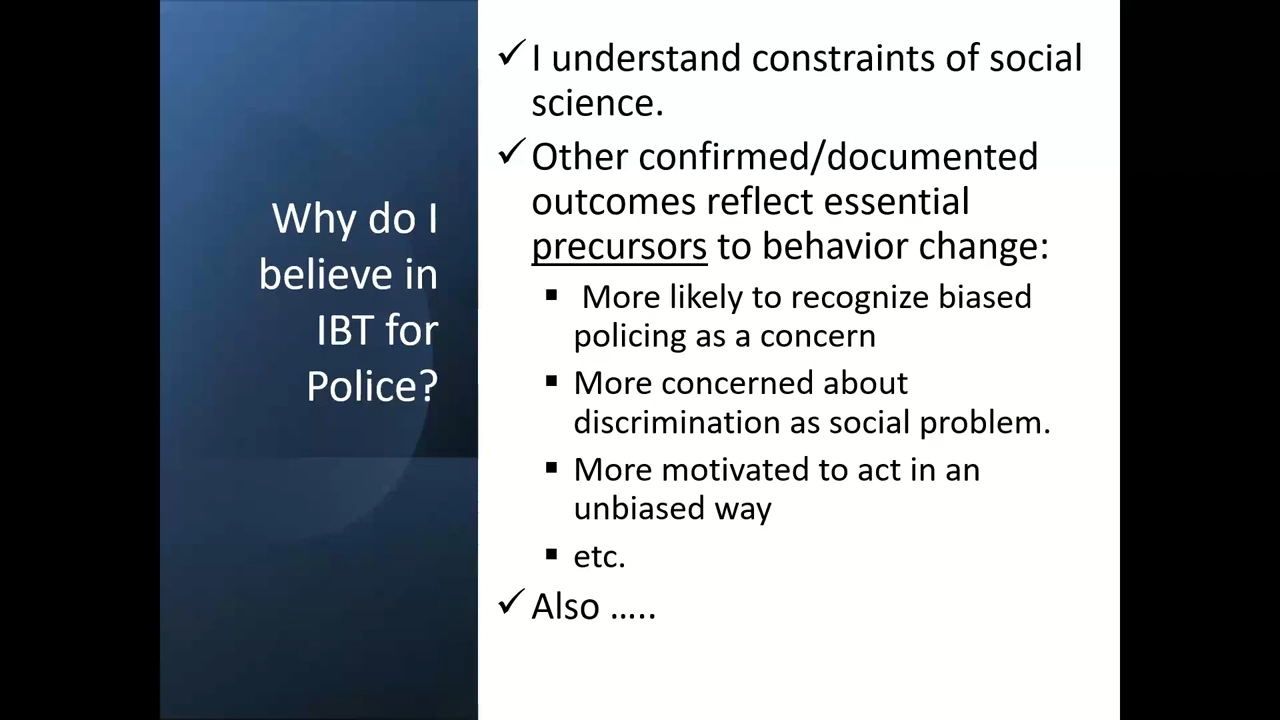 Why do I
believe in
IBT for
Police?
✓ I understand constraints of social
science.
✓ Other confirmed/documented
outcomes reflect essential
precursors to behavior change:
▪ More likely to recognize biased
policing as a concern
▪ More concerned about
discrimination as social problem.
▪ More motivated to act in an
unbiased way
▪ etc.
✓ Also …..